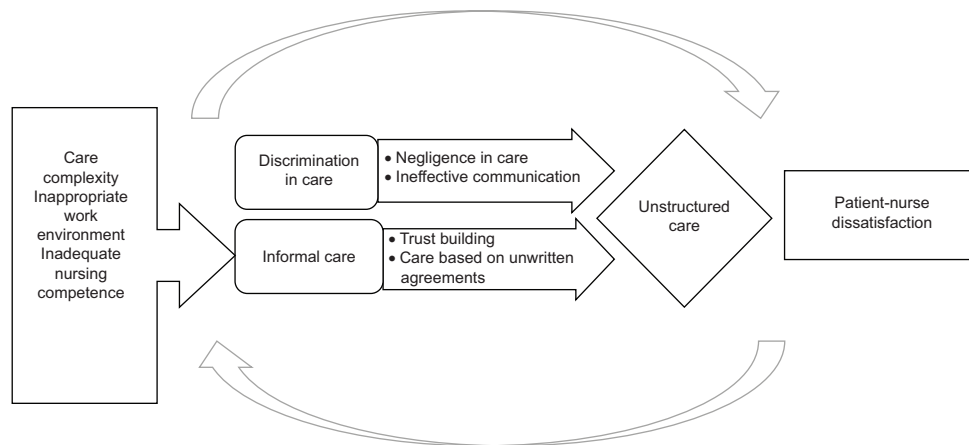 Care
complexity
Inappropriate
work
environment
Inadequate
nursing
competence
Discrimination
in care
• Negligence in care
• Ineffective communication
Informal care
• Trust building
• Care based on unwritten
agreements
Unstructured
care
Patient-nurse
dissatisfaction